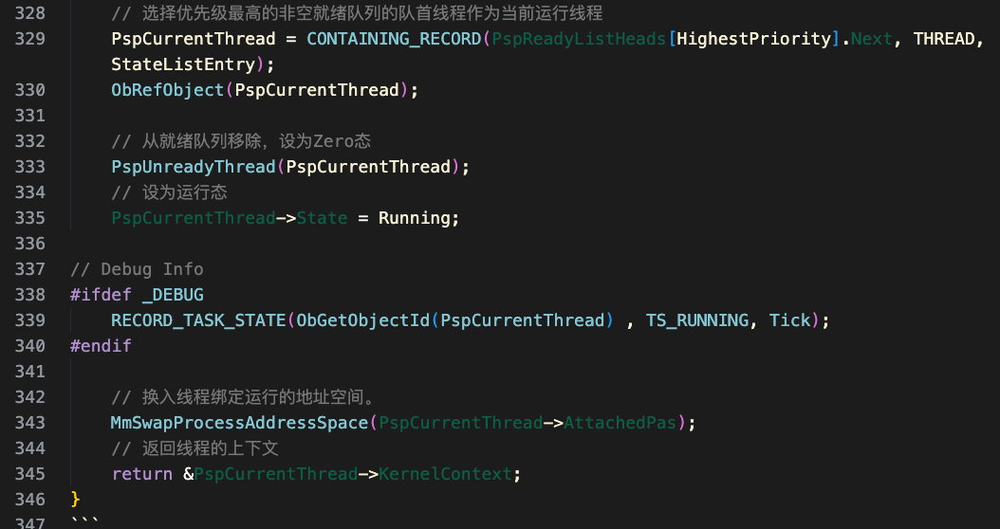 328 // 选择优先级最高的非空就绪队列的队首线程作为当前运行线程
329 PspCurrentThread = CONTAINING_RECORD(PspReadyListHeads[HighestPriority].Next, THREAD,
StateListEntry);
330 ObRefObject(PspCurrentThread);
331
332 // 从就绪队列移除，设为Zero态
333 PspUnreadyThread(PspCurrentThread);
334 // 设为运行态
335 PspCurrentThread->State = Running;
336
337 // Debug Info
338 #ifdef _DEBUG
339 RECORD_TASK_STATE(ObGetObjectId(PspCurrentThread) , TS_RUNNING, Tick);
340 #endif
341
342 // 换入线程绑定运行的地址空间。
343 MmSwapProcessAddressSpace(PspCurrentThread->AttachedPas);
344 // 返回线程的上下文
345 return &PspCurrentThread->KernelContext;
346 }
347 ```